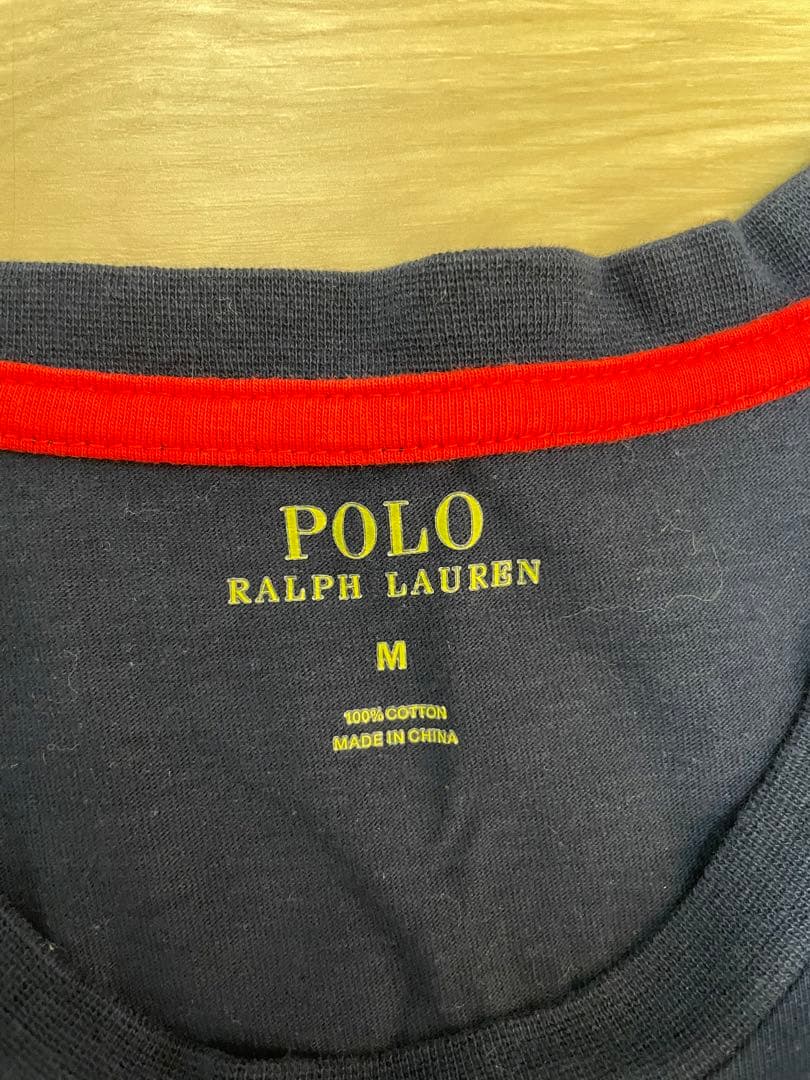 POLO
RALPH LAUREN
M
100% COTTON
MADE IN CHINA